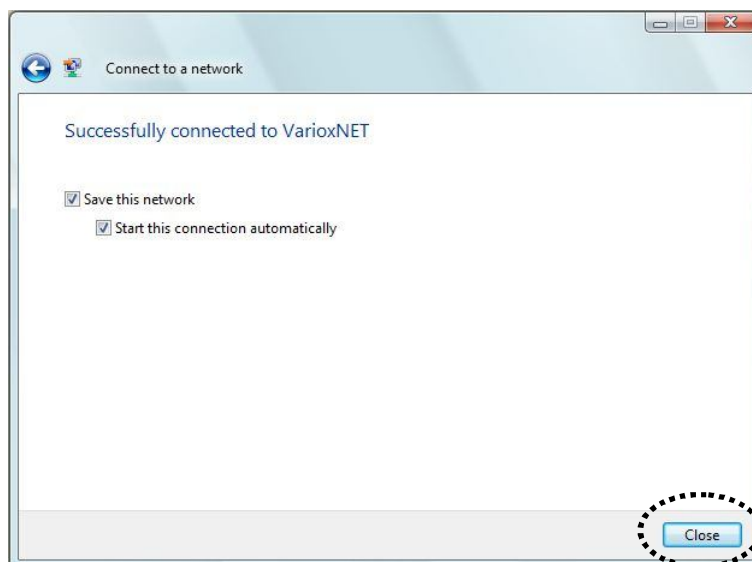 Connect to a network
Successfully connected to VarioxNET
Save this network
Start this connection automatically
Close